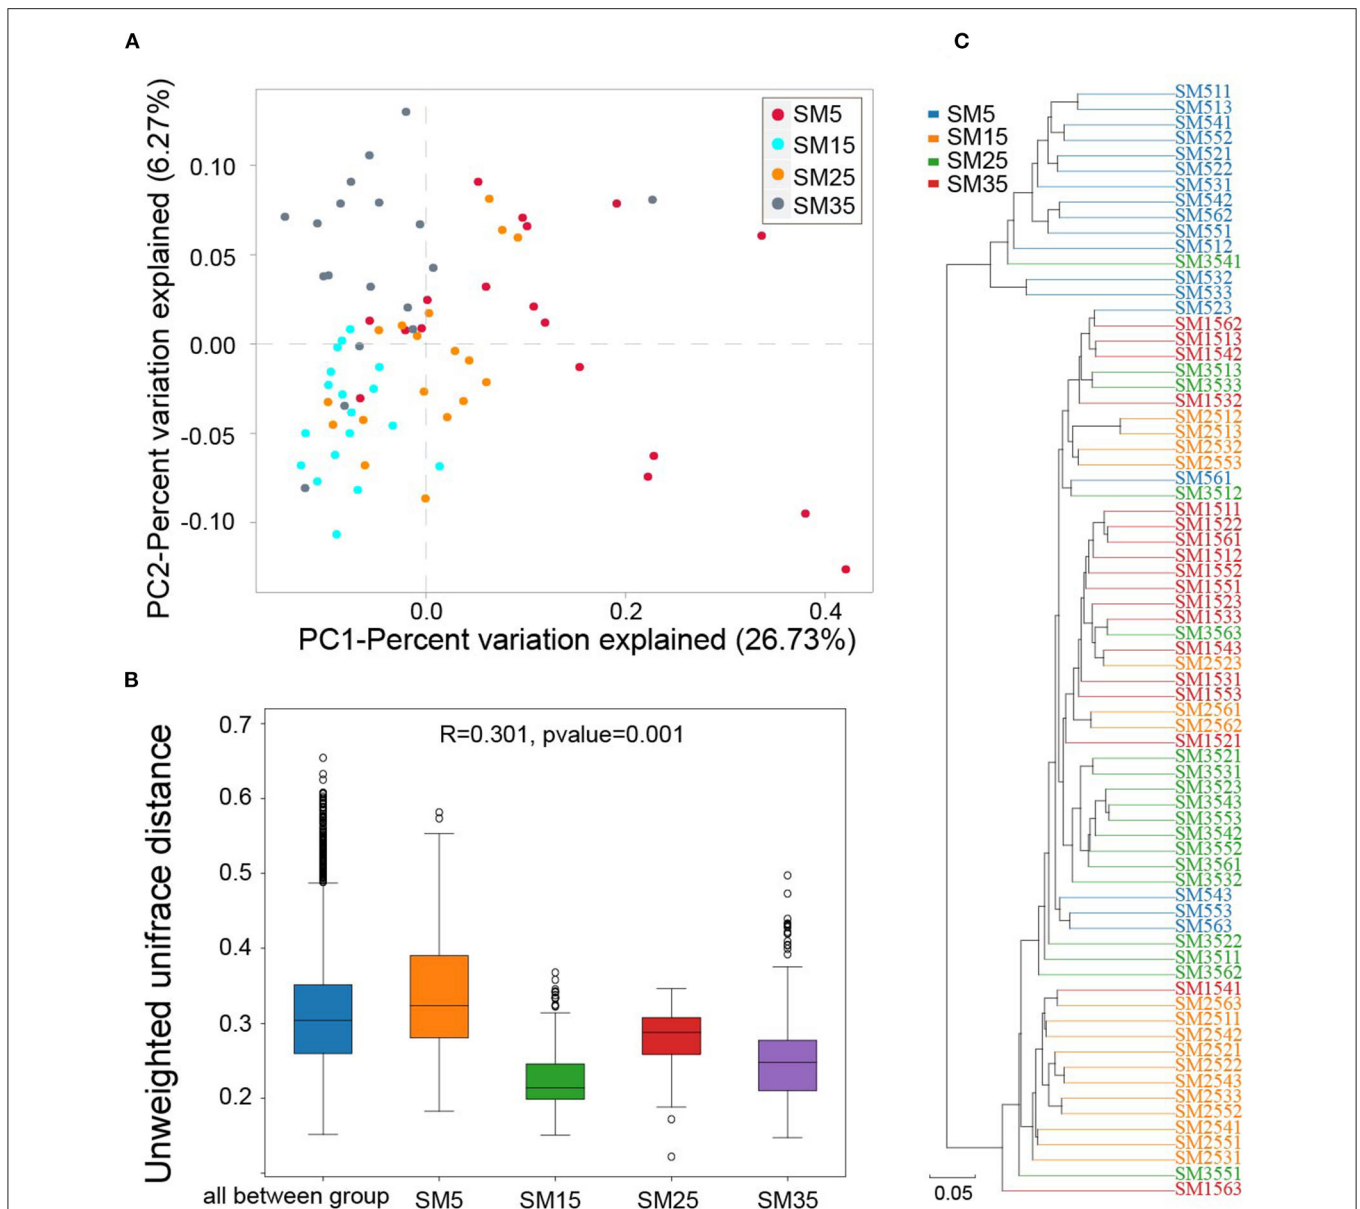 A
PC2-Percent variation explained (6.27%)
0.10
0.05
0.00
-0.05
-0.10
0.0
0.2
0.4
PC1-Percent variation explained (26.73%)
SM5
SM15
SM25
SM35
B
Unweighted unifrace distance
0.7
0.6
0.5
0.4
0.3
0.2
R=0.301, pvalue=0.001
all between group
SM5
SM15
SM25
SM35
C
SM5
SM15
SM25
SM35
SM511
SM513
SM541
SM552
SM521
SM522
SM531
SM542
SM562
SM551
SM512
SM3541
SM532
SM533
SM523
SM1562
SM1513
SM1542
SM3513
SM3533
SM1532
SM2512
SM2513
SM2532
SM2553
SM561
SM3512
SM1511
SM1522
SM1561
SM1512
SM1552
SM1551
SM1523
SM1533
SM3563
SM1543
SM2523
SM1531
SM1553
SM2561
SM2562
SM1521
SM3521
SM3531
SM3523
SM3543
SM3553
SM3542
SM3552
SM3561
SM3532
SM543
SM553
SM563
SM3522
SM3511
SM3562
SM1541
SM2563
SM2511
SM2542
SM2521
SM2522
SM2543
SM2533
SM2552
SM2541
SM2551
SM2531
SM3551
SM1563
0.05